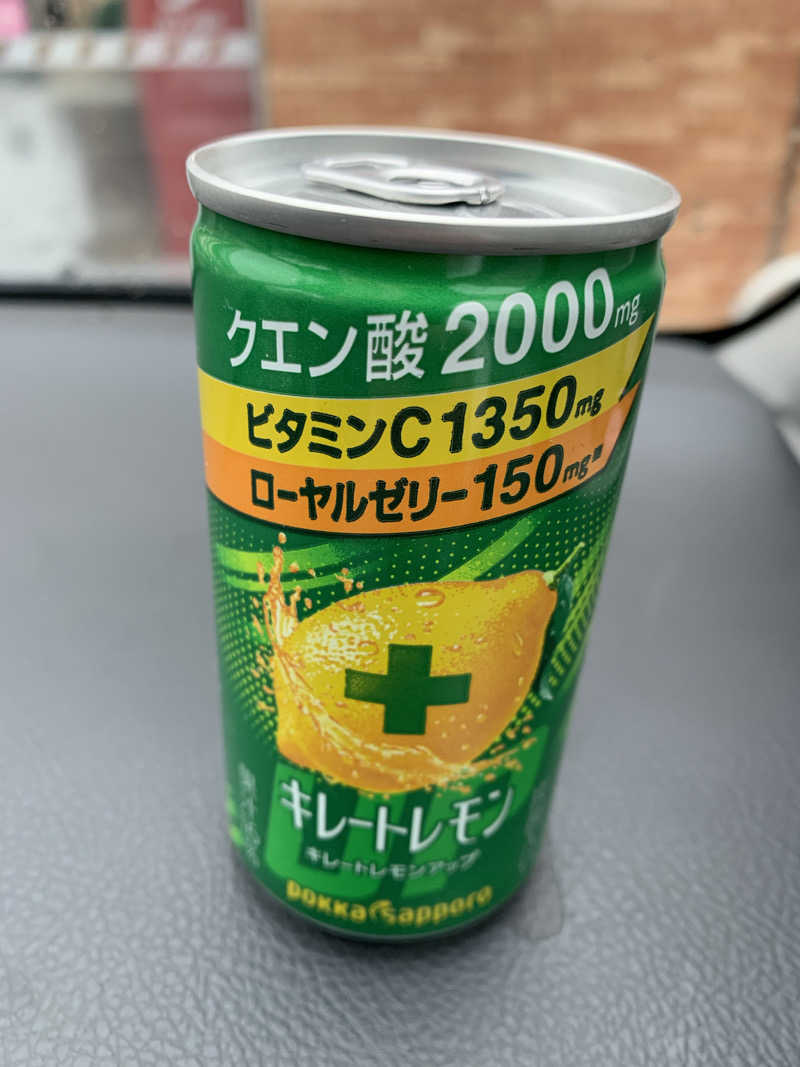 クエン酸 2000mg
ビタミンC 1350mg
ローヤルゼリー 150mg
キレートレモン
UP
キレートレモンアップ
pokka sapporo